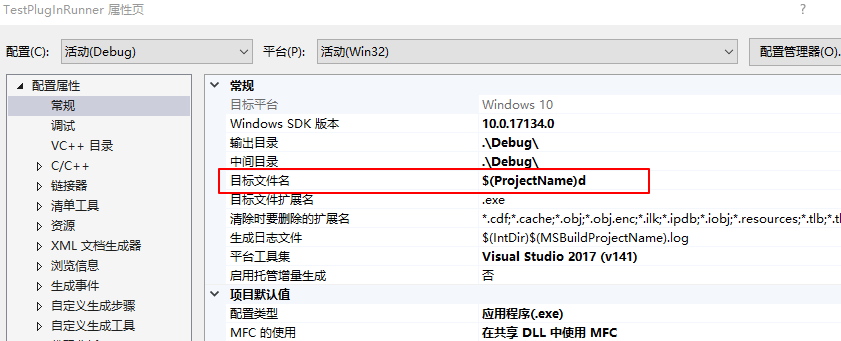 TestPlugInRunner 属性页
?
配置(C): 活动(Debug) 平台(P): 活动(Win32) 配置管理器(O)...
配置属性
常规
调试
VC++ 目录
C/C++
链接器
清单工具
资源
XML 文档生成器
浏览信息
生成事件
自定义生成步骤
自定义生成工具
常规
目标平台 Windows 10
Windows SDK 版本 10.0.17134.0
输出目录 .\Debug\
中间目录 .\Debug\
目标文件名 $(ProjectName)d
目标文件扩展名 .exe
清除时要删除的扩展名 *.cdf;*.cache;*.obj;*.obj.enc;*.ilk;*.ipdb;*.iobj;*.resources;*.tlb;*.tli
生成日志文件 $(IntDir)$(MSBuildProjectName).log
平台工具集 Visual Studio 2017 (v141)
启用托管增量生成 否
项目默认值
配置类型 应用程序(.exe)
MFC 的使用 在共享 DLL 中使用 MFC